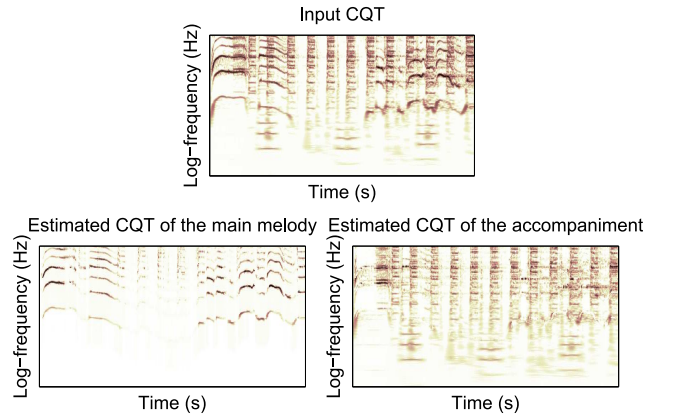 Input CQT
Log−frequency (Hz)
Time (s)
Estimated CQT of the main melody
Estimated CQT of the accompaniment
Log−frequency (Hz)
Log−frequency (Hz)
Time (s)
Time (s)